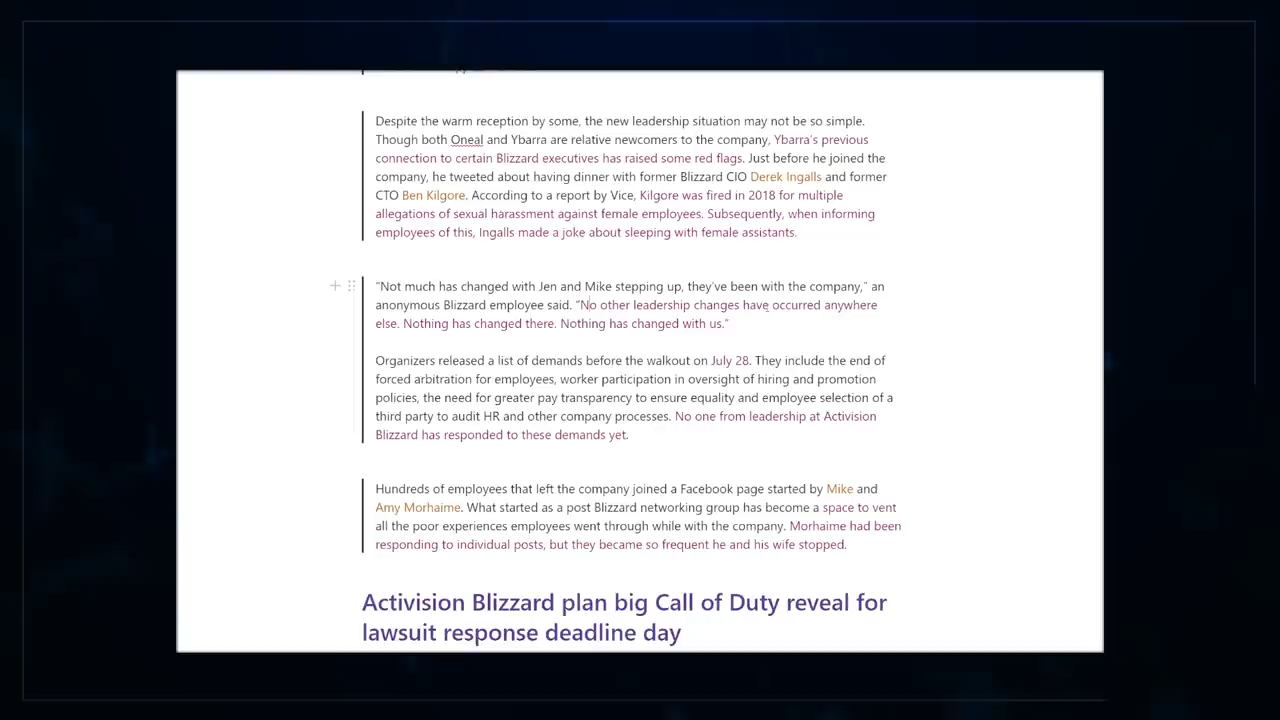 Despite the warm reception by some, the new leadership situation may not be so simple.
Though both Oneal and Ybarra are relative newcomers to the company, Ybarra's previous
connection to certain Blizzard executives has raised some red flags. Just before he joined the
company, he tweeted about having dinner with former Blizzard CIO Derek Ingalls and former
CTO Ben Kilgore. According to a report by Vice, Kilgore was fired in 2018 for multiple
allegations of sexual harassment against female employees. Subsequently, when informing
employees of this, Ingalls made a joke about sleeping with female assistants.
"Not much has changed with Jen and Mike stepping up, they've been with the company," an
anonymous Blizzard employee said. "No other leadership changes have occurred anywhere
else. Nothing has changed there. Nothing has changed with us."
Organizers released a list of demands before the walkout on July 28. They include the end of
forced arbitration for employees, worker participation in oversight of hiring and promotion
policies, the need for greater pay transparency to ensure equality and employee selection of a
third party to audit HR and other company processes. No one from leadership at Activision
Blizzard has responded to these demands yet.
Hundreds of employees that left the company joined a Facebook page started by Mike and
Amy Morhaime. What started as a post Blizzard networking group has become a space to vent
all the poor experiences employees went through while with the company. Morhaime had been
responding to individual posts, but they became so frequent he and his wife stopped.
Activision Blizzard plan big Call of Duty reveal for
lawsuit response deadline day